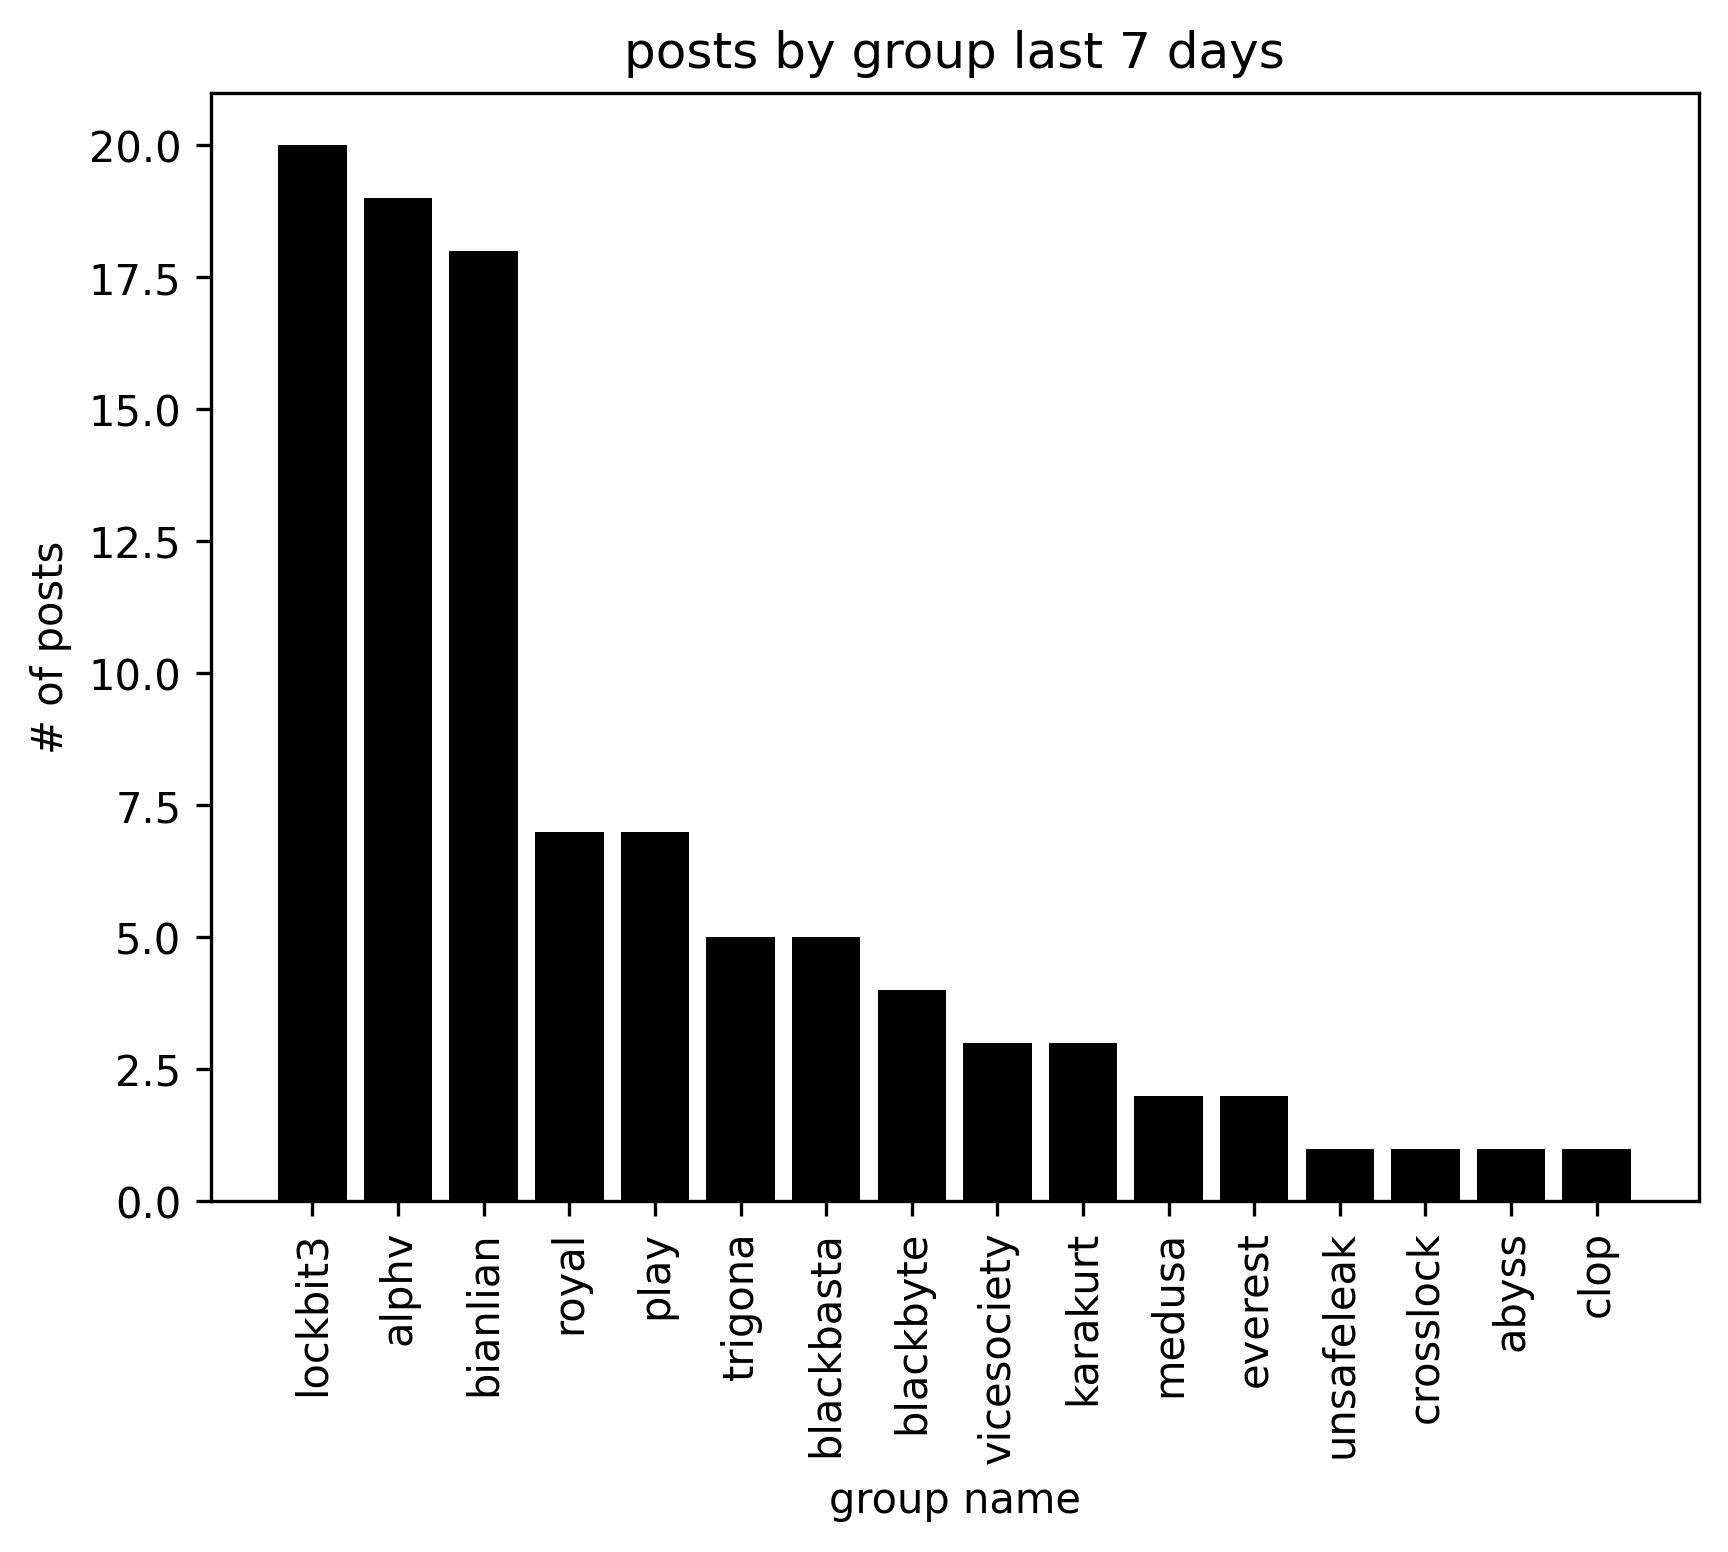 posts by group last 7 days
# of posts
20.0
17.5
15.0
12.5
10.0
7.5
5.0
2.5
0.0
lockbit3
alphv
bianlian
royal
play
trigona
blackbasta
blackbyte
vicesociety
karakurt
medusa
everest
unsafeleak
crosslock
abyss
clop
group name